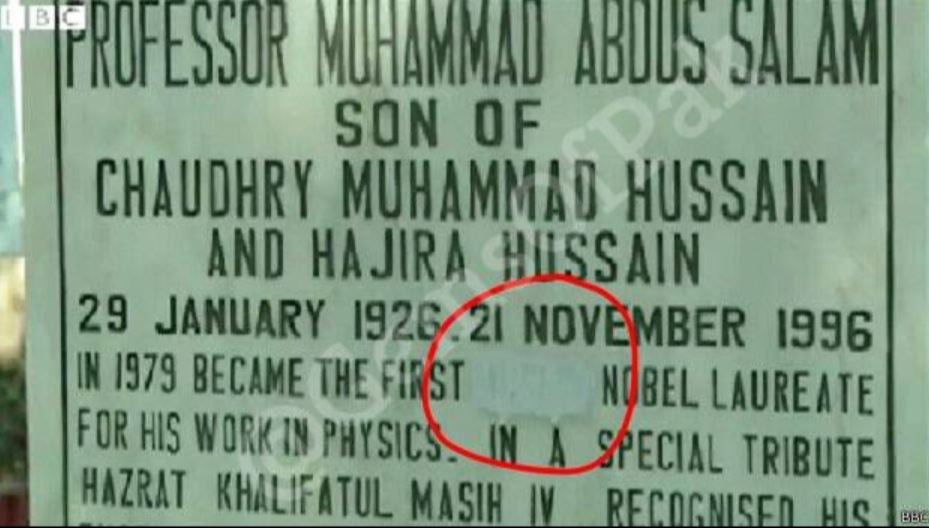 BBC
PROFESSOR MUHAMMAD ABDUS SALAM
SON OF
CHAUDHRY MUHAMMAD HUSSAIN
AND HAJIRA HUSSAIN
29 JANUARY 1926. 21 NOVEMBER 1996
IN 1979 BECAME THE FIRST NOBEL LAUREATE
FOR HIS WORK IN PHYSICS. IN A SPECIAL TRIBUTE
HAZRAT KHALIFATUL MASIH IV RECOGNISED HIS
BBC